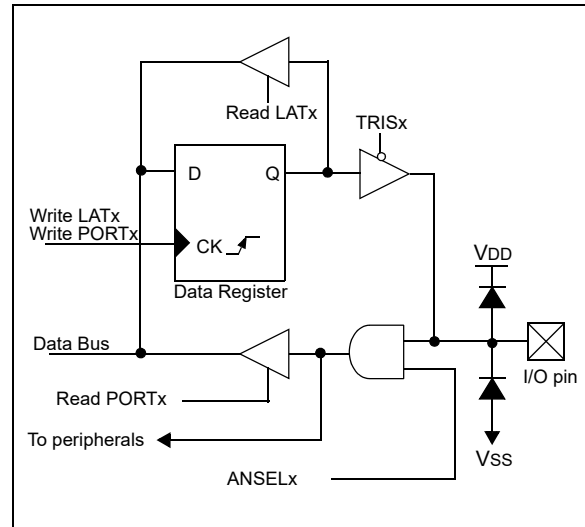 Read LATx
TRISx
D Q
Write LATx
Write PORTx
CK
VDD
Data Register
Data Bus
I/O pin
Read PORTx
To peripherals
VSS
ANSELx